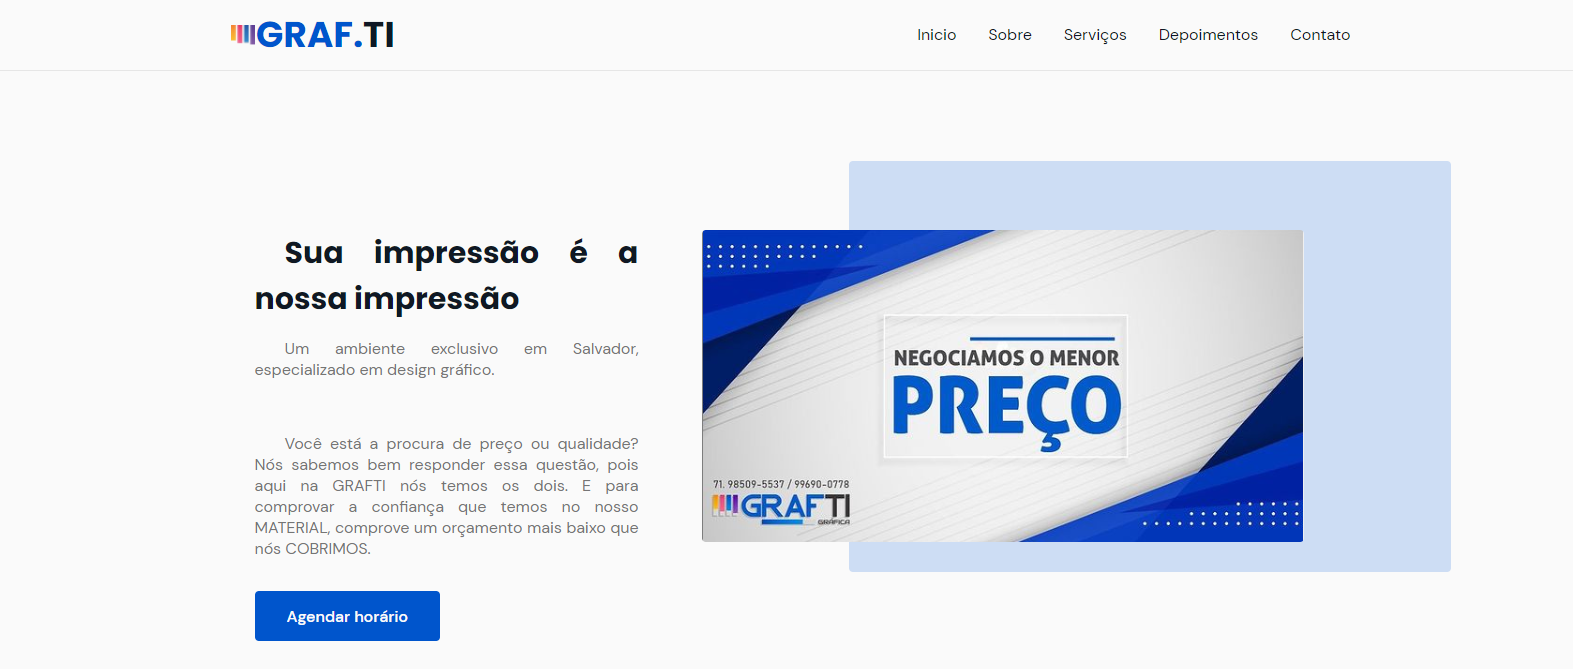 GRAF.TI
Inicio Sobre Serviços Depoimentos Contato
Sua impressão é a
nossa impressão
Um ambiente exclusivo em Salvador,
especializado em design gráfico.
Você está a procura de preço ou qualidade?
Nós sabemos bem responder essa questão, pois
aqui na GRAFTI nós temos os dois. E para
comprovar a confiança que temos no nosso
MATERIAL, comprove um orçamento mais baixo que
nós COBRIMOS.
Agendar horário
NEGOCIAMOS O MENOR
PREÇO
71. 98509-5537 / 99690-0778
GRAFTI
GRÁFICA